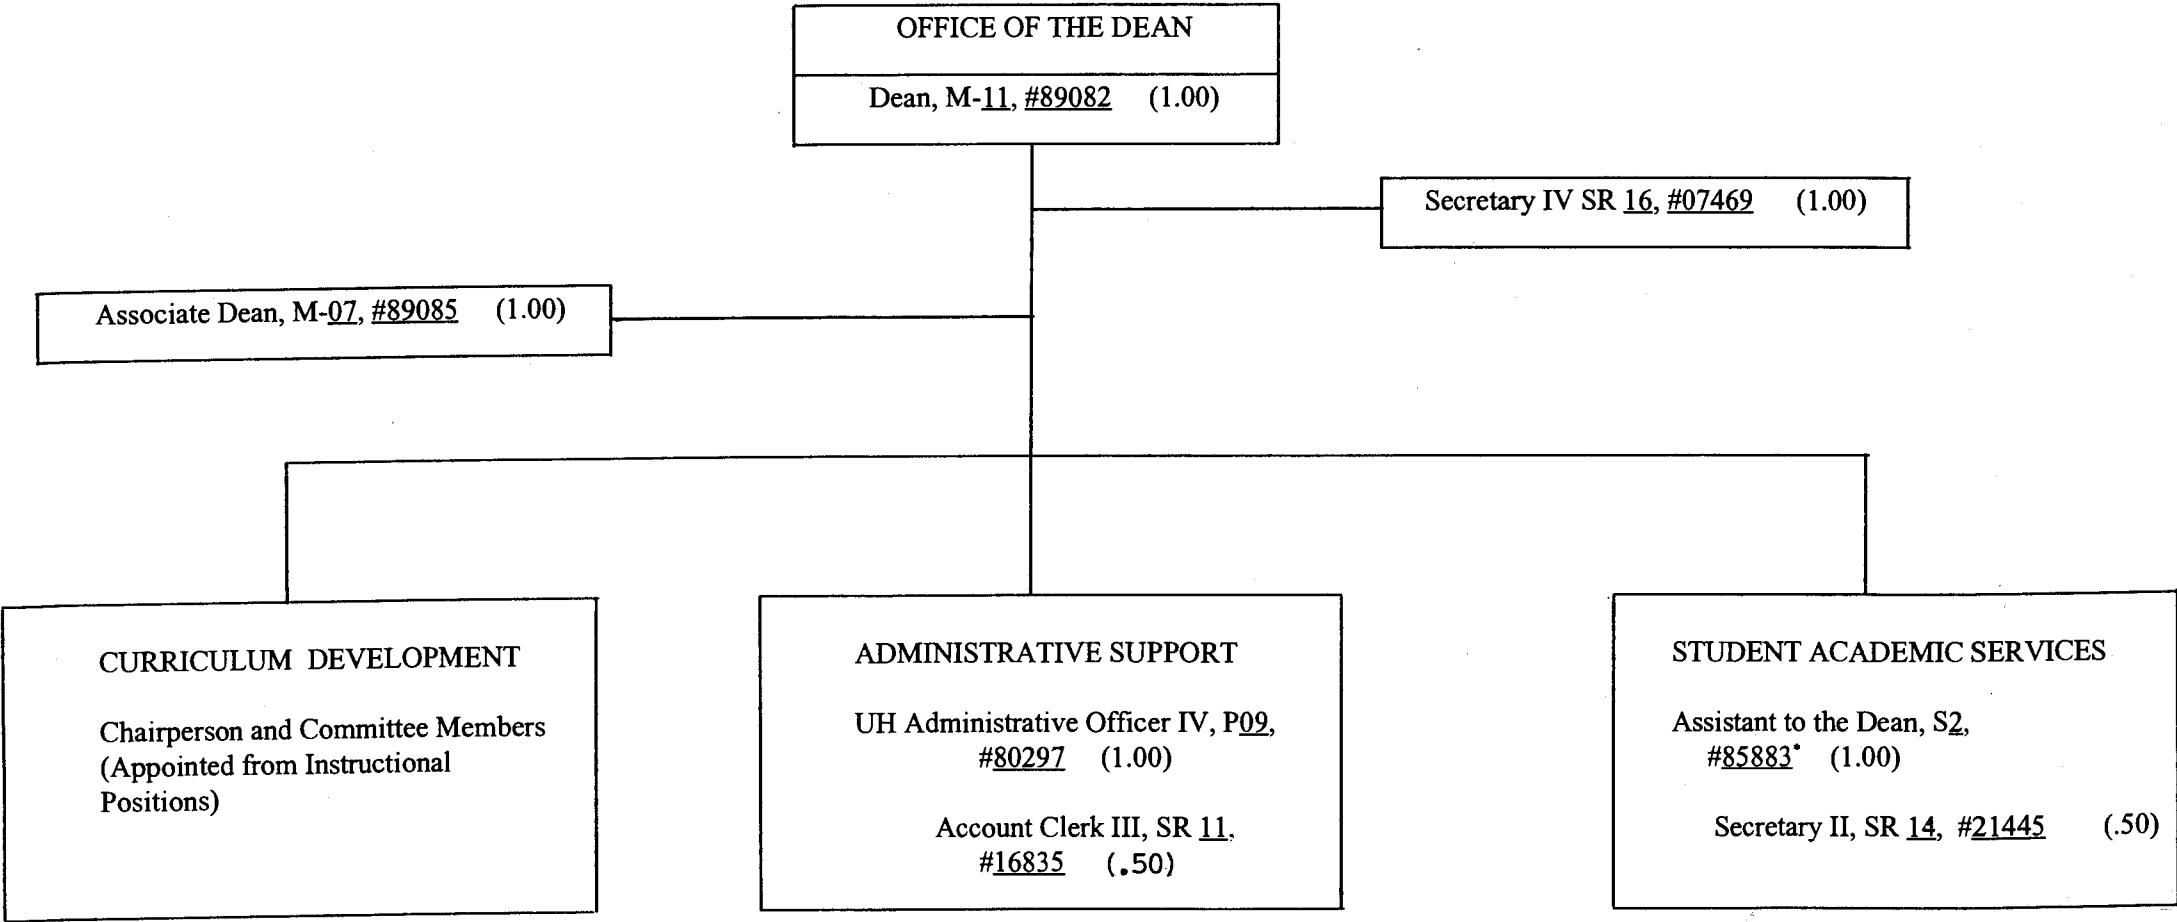 OFFICE OF THE DEAN
Dean, M-11, #89082 (1.00)
Secretary IV SR 16, #07469 (1.00)
Associate Dean, M-07, #89085 (1.00)
CURRICULUM DEVELOPMENT
Chairperson and Committee Members
(Appointed from Instructional
Positions)
ADMINISTRATIVE SUPPORT
UH Administrative Officer IV, P09,
#80297 (1.00)
Account Clerk III, SR 11,
#16835 (.50)
STUDENT ACADEMIC SERVICES
Assistant to the Dean, S2,
#85883* (1.00)
Secretary II, SR 14, #21445 (.50)